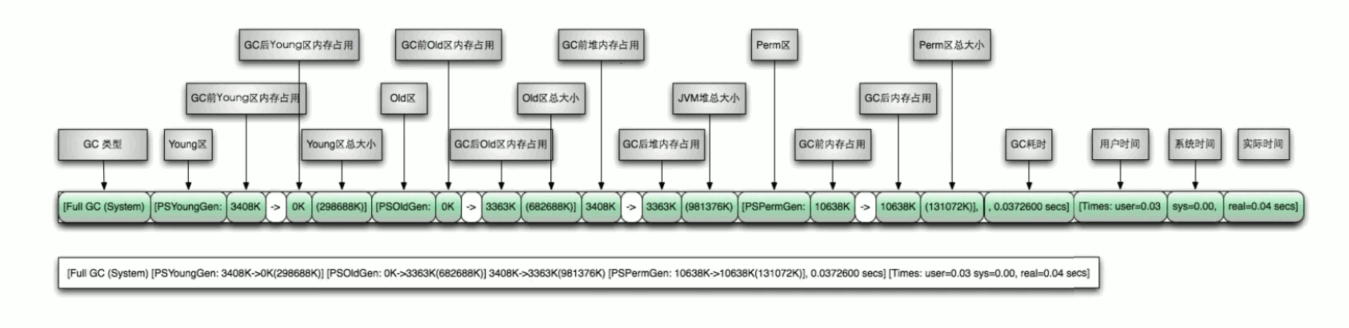 GC后Young区内存占用 GC前Old区内存占用 GC前堆内存占用 Perm区 Perm区总大小
GC前Young区内存占用 Old区 Old区总大小 JVM堆总大小 GC后内存占用
GC 类型 Young区 Young区总大小 GC后Old区内存占用 GC后堆内存占用 GC前内存占用 GC耗时 用户时间 系统时间 实际时间
[Full GC (System) [PSYoungGen: 3408K -> 0K (298688K)] [PSOldGen: 0K -> 3363K (682688K)] 3408K -> 3363K (981376K) [PSPermGen: 10638K -> 10638K (131072K)], , 0.0372600 secs] [Times: user=0.03 sys=0.00, real=0.04 secs]
[Full GC (System) [PSYoungGen: 3408K->0K(298688K)] [PSOldGen: 0K->3363K(682688K)] 3408K->3363K(981376K) [PSPermGen: 10638K->10638K(131072K)], 0.0372600 secs] [Times: user=0.03 sys=0.00, real=0.04 secs]